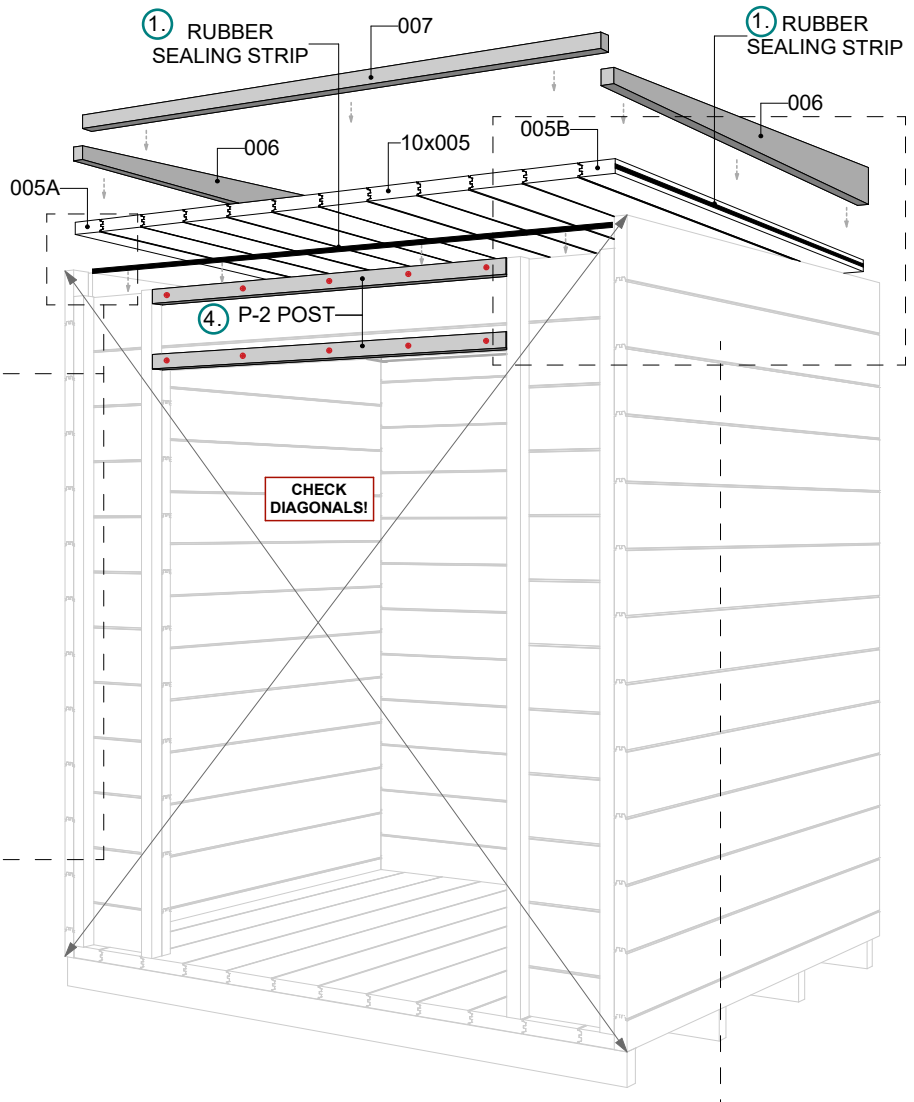 1. RUBBER
SEALING STRIP
007
1. RUBBER
SEALING STRIP
006
006
10x005
005B
005A
4. P-2 POST
CHECK
DIAGONALS!